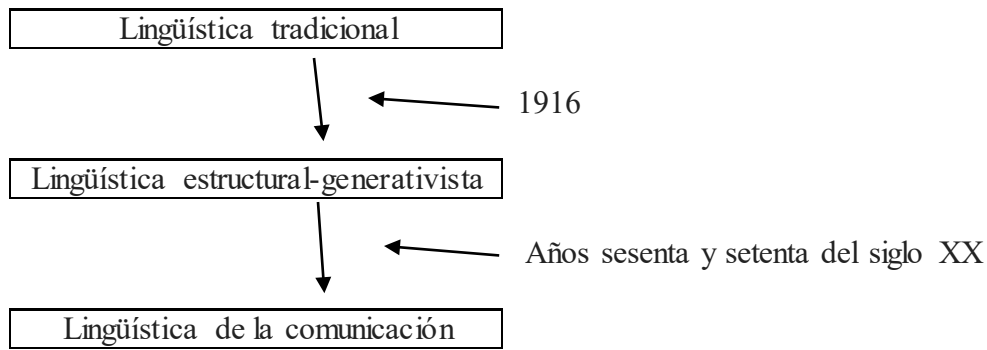 Lingüística tradicional
1916
Lingüística estructural-generativista
Años sesenta y setenta del siglo XX
Lingüística de la comunicación